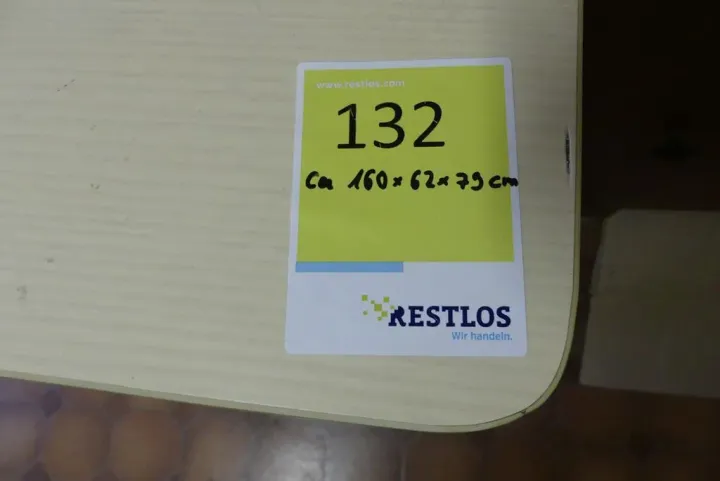 www.restlos.com
132
Ca 160 x 62 x 79 cm
RESTLOS
Wir handeln.